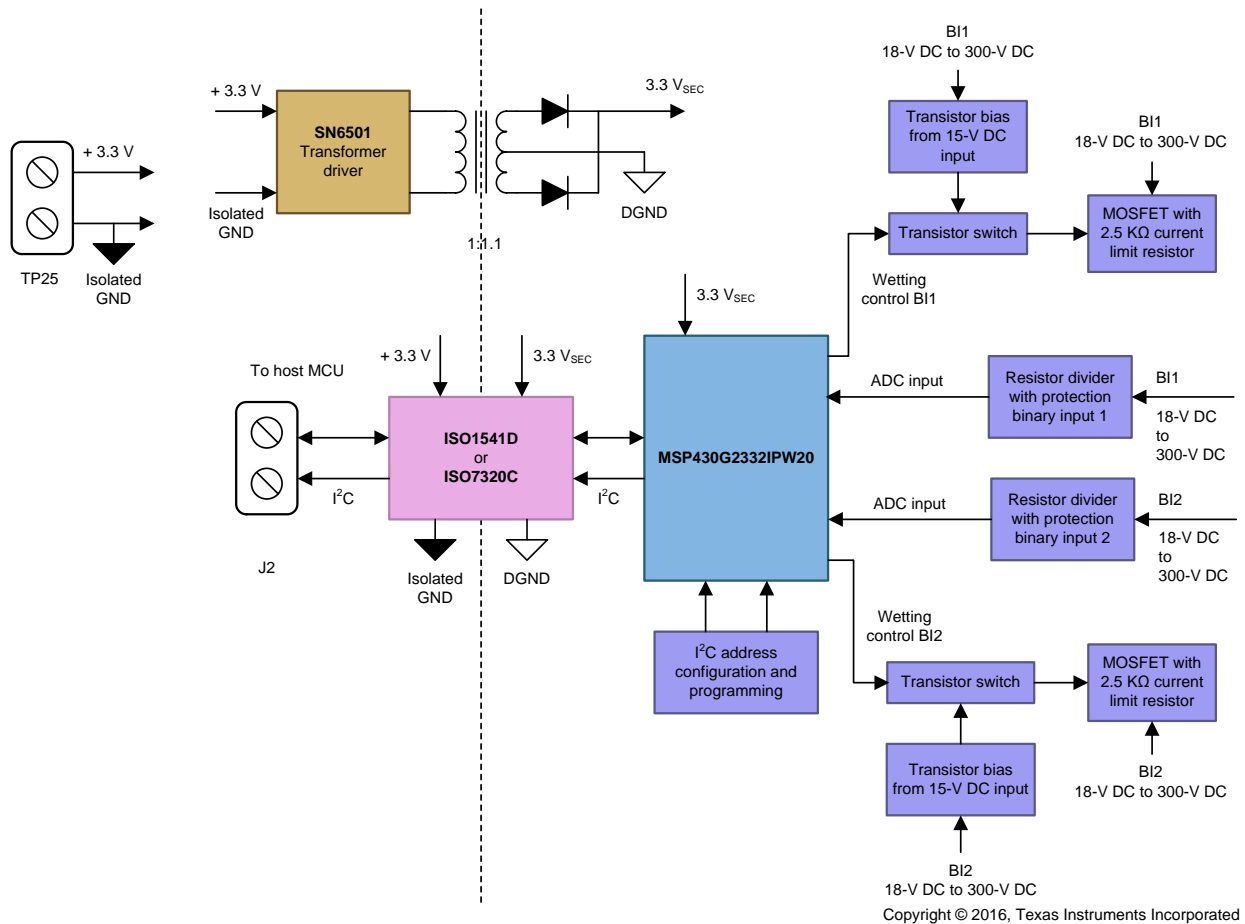 BI1
18-V DC to 300-V DC
Transistor bias
from 15-V DC
input
BI1
18-V DC to 300-V DC
Transistor switch
MOSFET with
2.5 KΩ current
limit resistor
+ 3.3 V
SN6501
Transformer
driver
3.3 VSEC
+ 3.3 V
Isolated
GND
DGND
1:1.1
TP25
Isolated
GND
Wetting
control BI1
3.3 VSEC
+ 3.3 V
3.3 VSEC
To host MCU
ISO1541D
or
ISO7320C
MSP430G2332IPW20
ADC input
Resistor divider
with protection
binary input 1
BI1
18-V DC
to
300-V DC
I²C
I²C
ADC input
Resistor divider
with protection
binary input 2
BI2
18-V DC
to
300-V DC
J2
Isolated
GND
DGND
Wetting
control BI2
I²C address
configuration and
programming
Transistor switch
MOSFET with
2.5 KΩ current
limit resistor
Transistor bias
from 15-V DC input
BI2
18-V DC to 300-V DC
BI2
18-V DC to 300-V DC
Copyright © 2016, Texas Instruments Incorporated